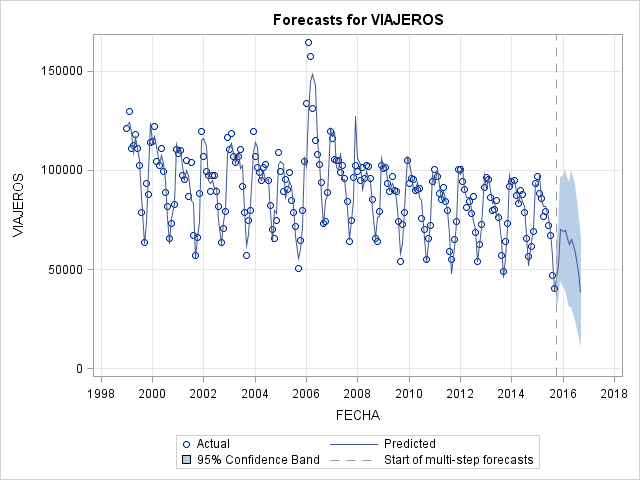 Forecasts for VIAJEROS
150000
100000
50000
0
VIAJEROS
1998 2000 2002 2004 2006 2008 2010 2012 2014 2016 2018
FECHA
Actual Predicted
95% Confidence Band Start of multi-step forecasts